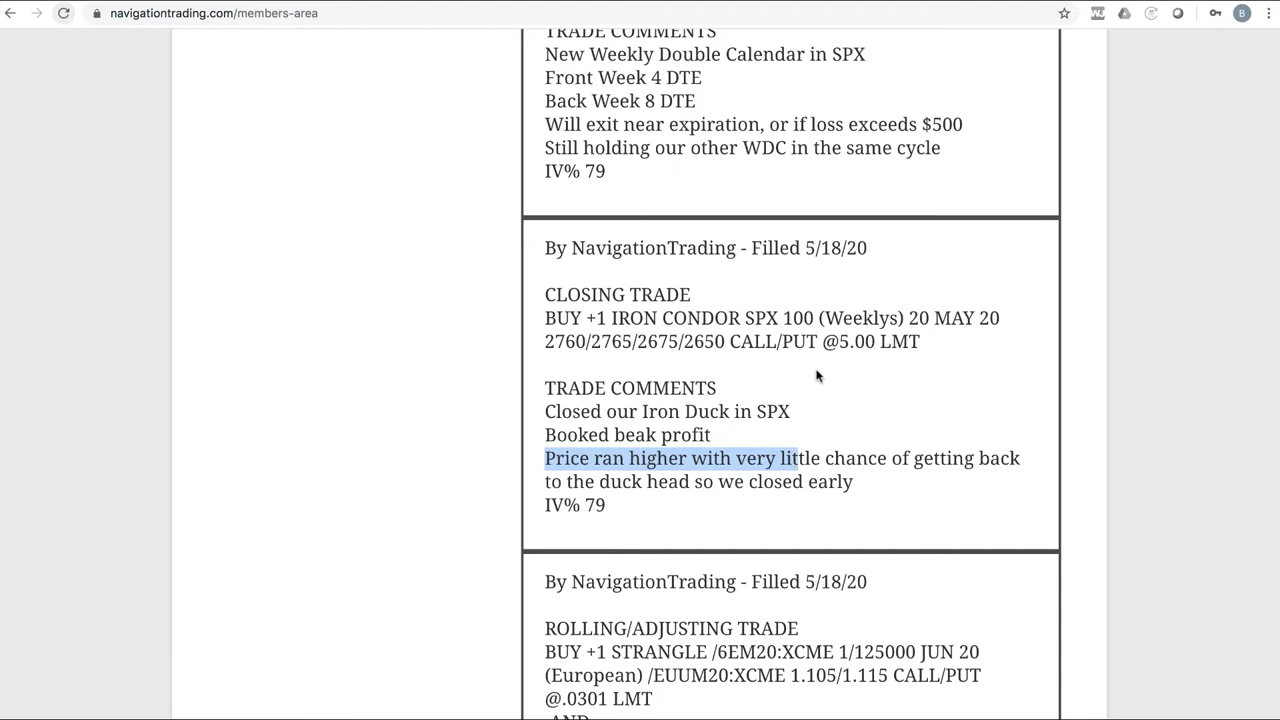 navigationtrading.com/members-area
B
TRADE COMMENTS
New Weekly Double Calendar in SPX
Front Week 4 DTE
Back Week 8 DTE
Will exit near expiration, or if loss exceeds $500
Still holding our other WDC in the same cycle
IV% 79
By NavigationTrading - Filled 5/18/20
CLOSING TRADE
BUY +1 IRON CONDOR SPX 100 (Weeklys) 20 MAY 20
2760/2765/2675/2650 CALL/PUT @5.00 LMT
TRADE COMMENTS
Closed our Iron Duck in SPX
Booked beak profit
Price ran higher with very little chance of getting back
to the duck head so we closed early
IV% 79
By NavigationTrading - Filled 5/18/20
ROLLING/ADJUSTING TRADE
BUY +1 STRANGLE /6EM20:XCME 1/125000 JUN 20
(European) /EUUM20:XCME 1.105/1.115 CALL/PUT
@.0301 LMT
AND